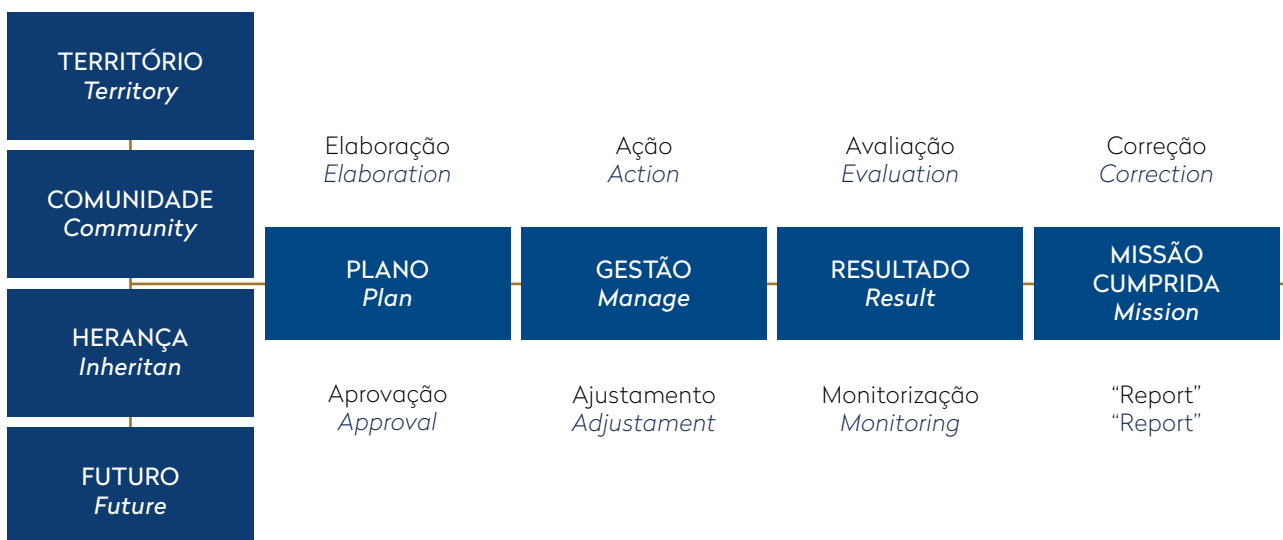 TERRITÓRIO
Territory
COMUNIDADE
Community
HERANÇA
Inheritan
FUTURO
Future
Elaboração
Elaboration
PLANO
Plan
Aprovação
Approval
Ação
Action
GESTÃO
Manage
Ajustamento
Adjustament
Avaliação
Evaluation
RESULTADO
Result
Monitorização
Monitoring
Correção
Correction
MISSÃO
CUMPRIDA
Mission
“Report”
“Report”